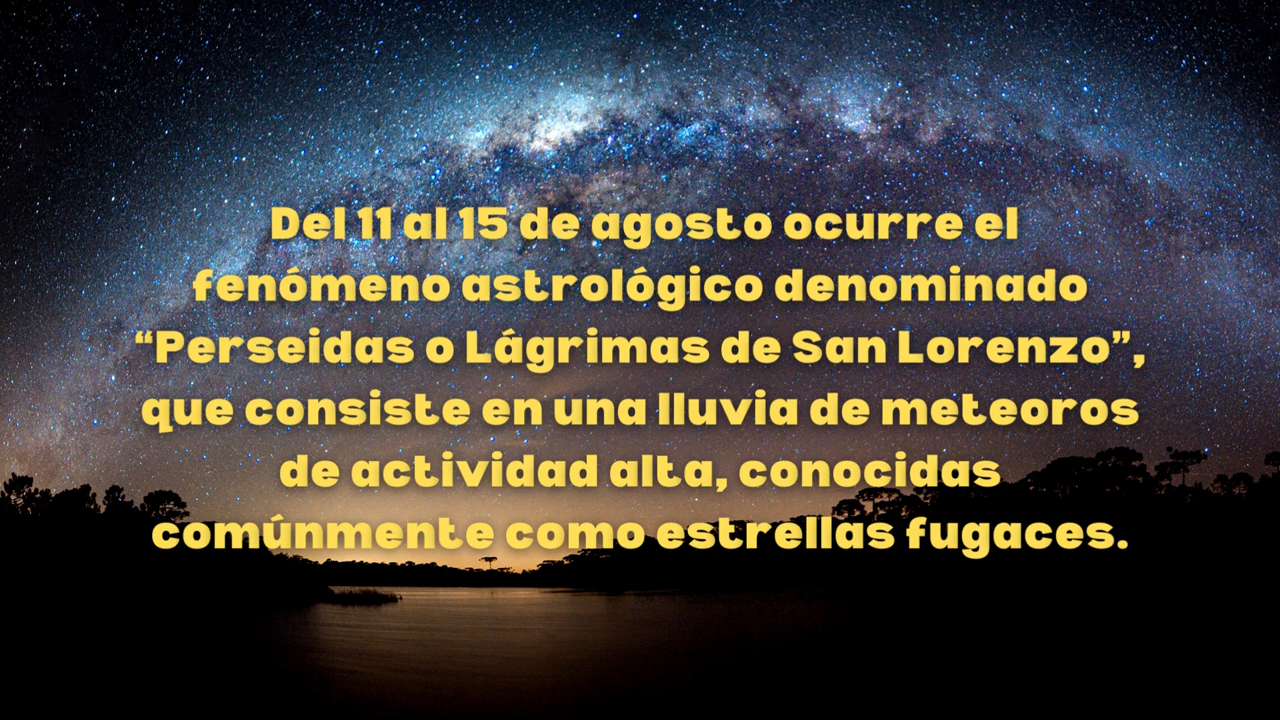 Del 11 al 15 de agosto ocurre el
fenómeno astrológico denominado
“Perseidas o Lágrimas de San Lorenzo”,
que consiste en una lluvia de meteoros
de actividad alta, conocidas
comúnmente como estrellas fugaces.